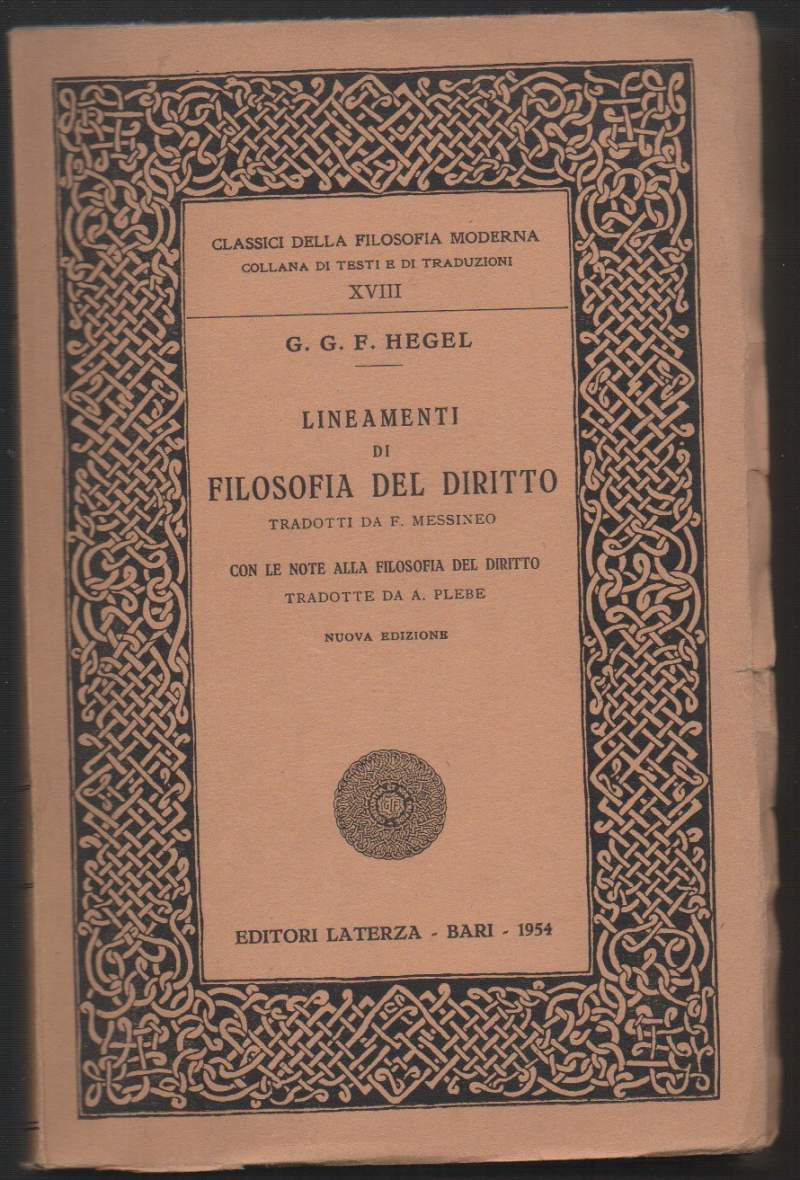 CLASSICI DELLA FILOSOFIA MODERNA
COLLANA DI TESTI E DI TRADUZIONI
XVIII
G. G. F. HEGEL
LINEAMENTI
DI
FILOSOFIA DEL DIRITTO
TRADOTTI DA F. MESSINEO
CON LE NOTE ALLA FILOSOFIA DEL DIRITTO
TRADOTTE DA A. PLEBE
NUOVA EDIZIONE
EDITORI LATERZA - BARI - 1954